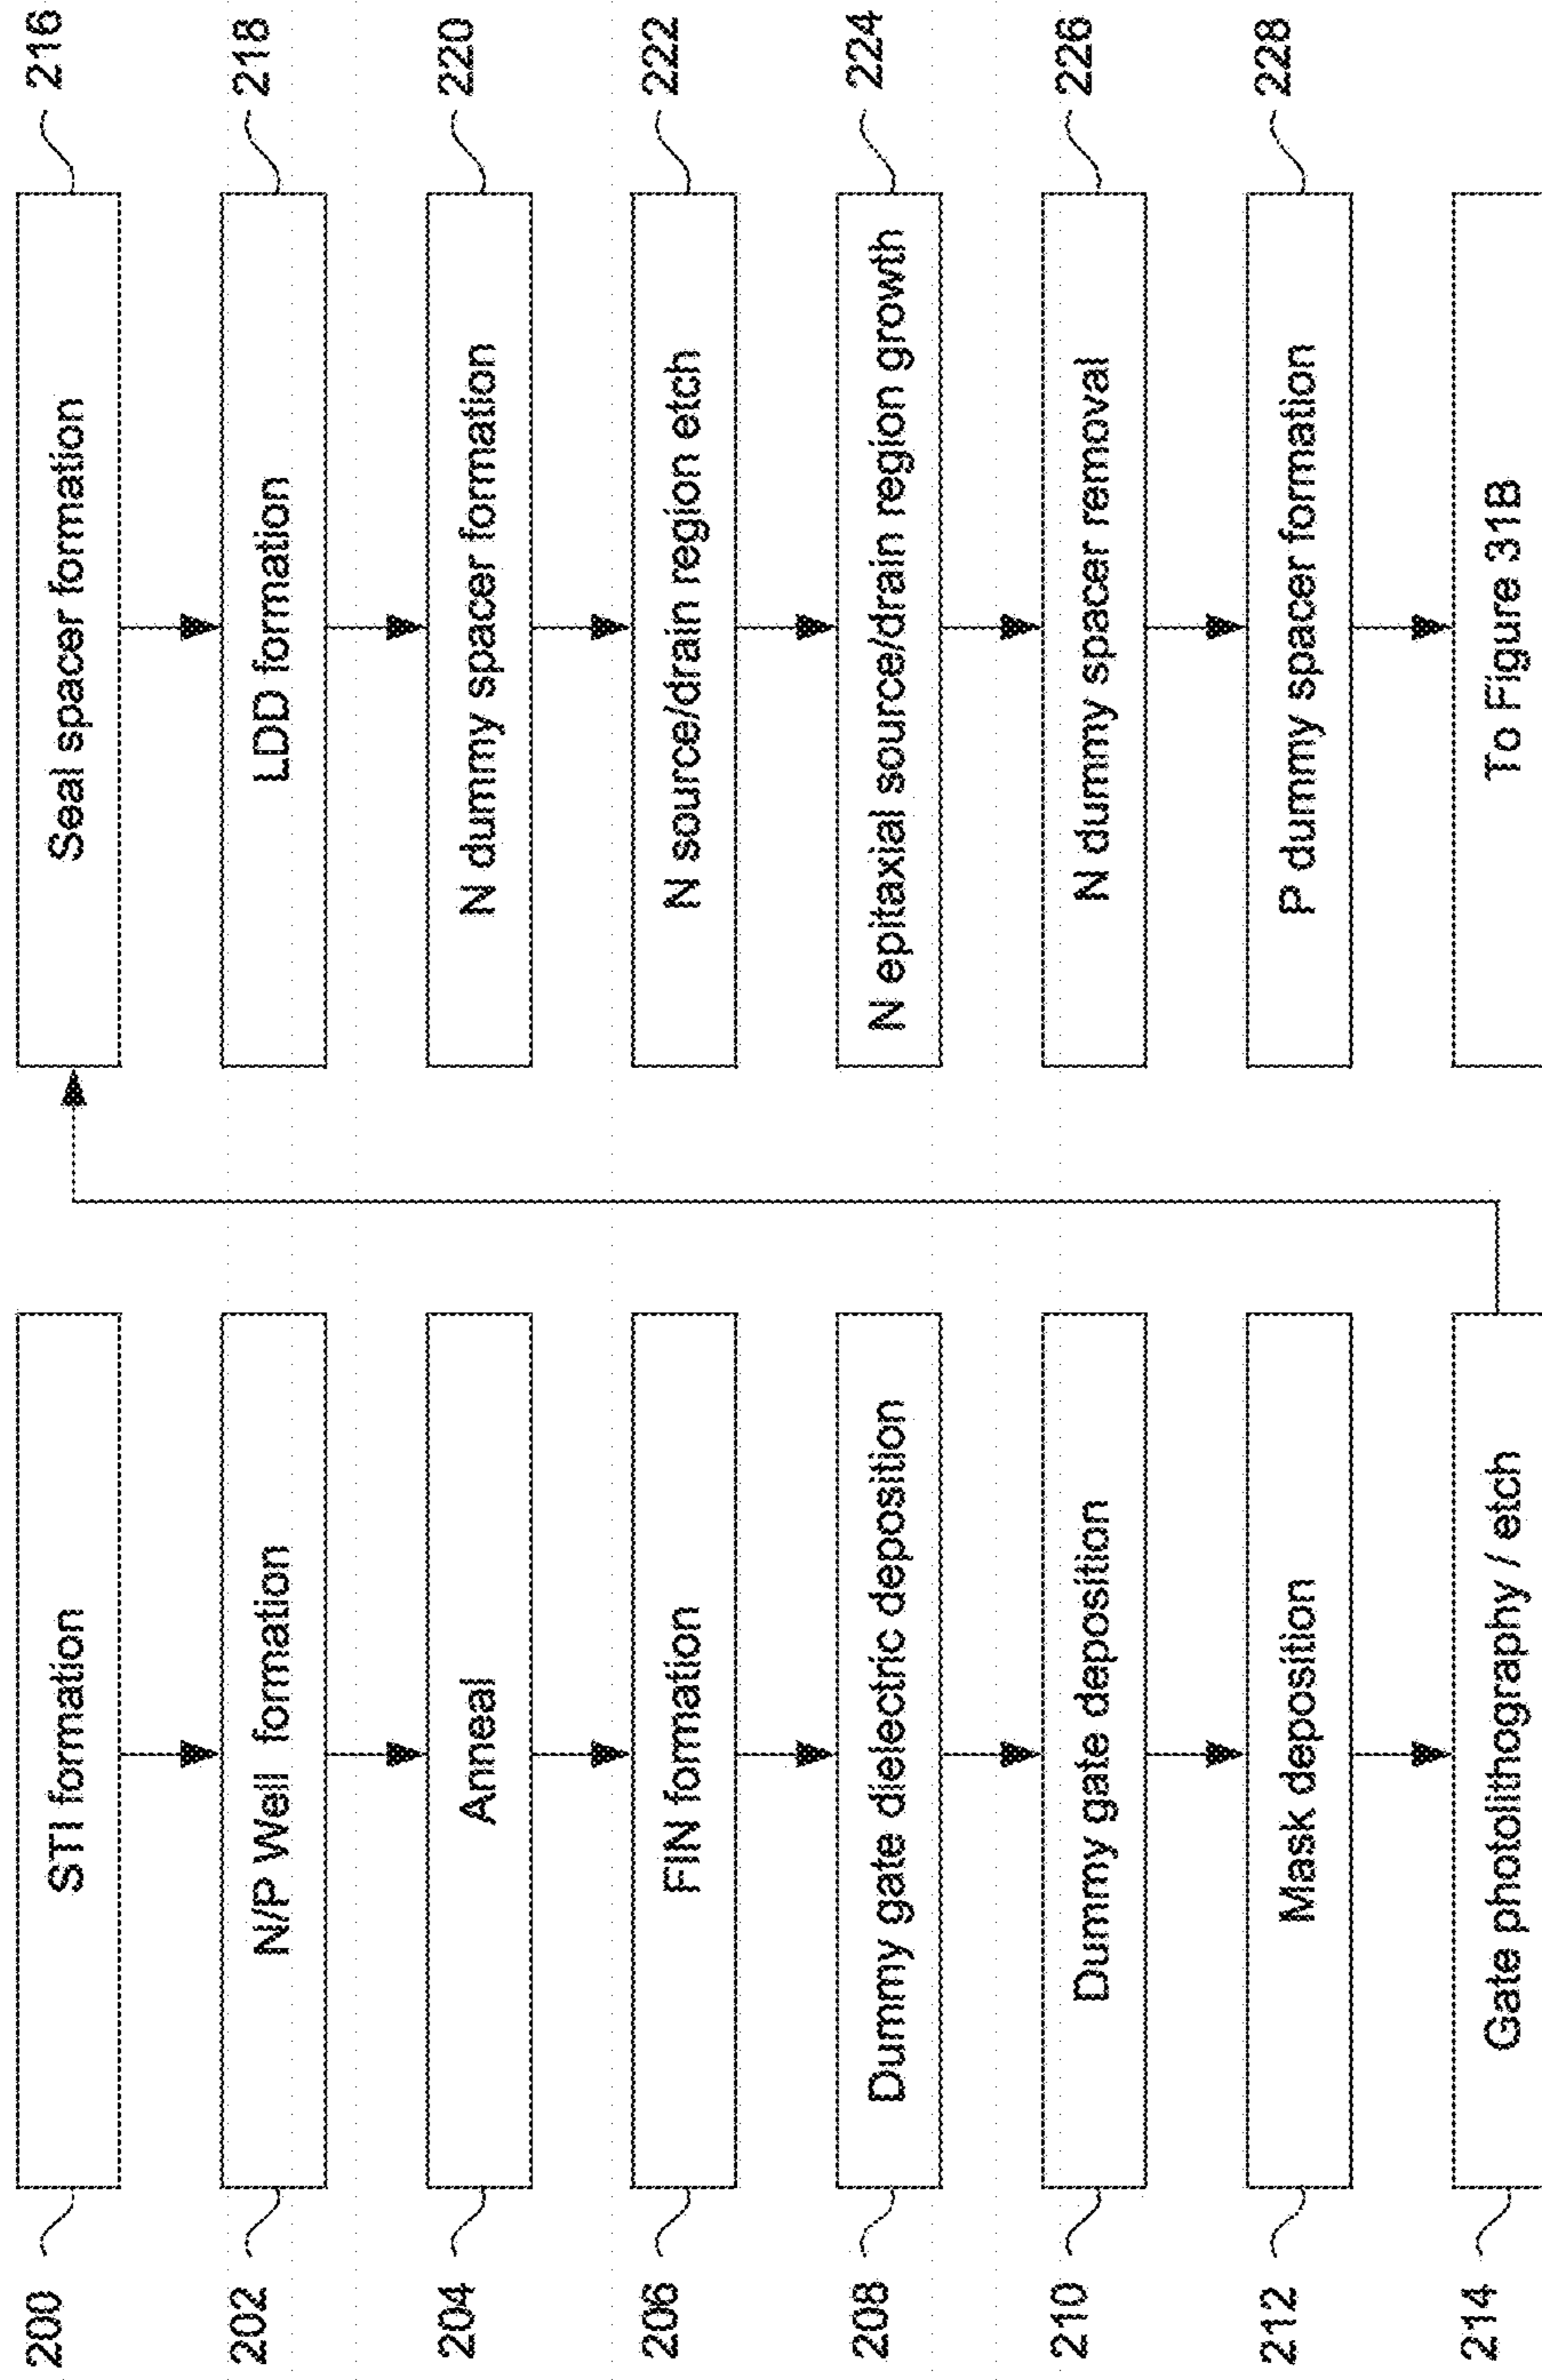 200
STI formation
202
N/P Well formation
204
Anneal
206
FIN formation
208
Dummy gate dielectric deposition
210
Dummy gate deposition
212
Mask deposition
214
Gate photolithography / etch
Seal spacer formation
216
LDD formation
218
N dummy spacer formation
220
N source/drain region etch
222
N epitaxial source/drain region growth
224
N dummy spacer removal
226
P dummy spacer formation
228
To Figure 31B